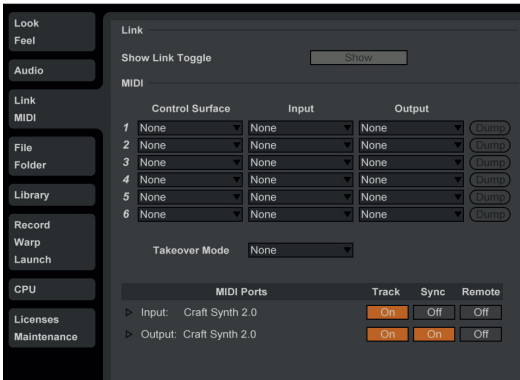 Look
Feel
Audio
Link
MIDI
File
Folder
Library
Record
Warp
Launch
CPU
Licenses
Maintenance
Link
Show Link Toggle Show
MIDI
Control Surface Input Output
1 None None None Dump
2 None None None Dump
3 None None None Dump
4 None None None Dump
5 None None None Dump
6 None None None Dump
Takeover Mode None
MIDI Ports Track Sync Remote
Input: Craft Synth 2.0 On Off Off
Output: Craft Synth 2.0 On On Off